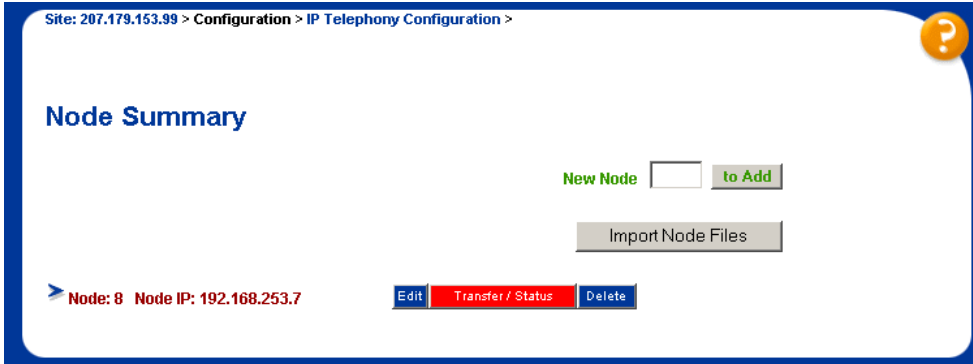 Site: 207.179.153.99 > Configuration > IP Telephony Configuration >
?
Node Summary
New Node to Add
Import Node Files
Node: 8 Node IP: 192.168.253.7 Edit Transfer / Status Delete